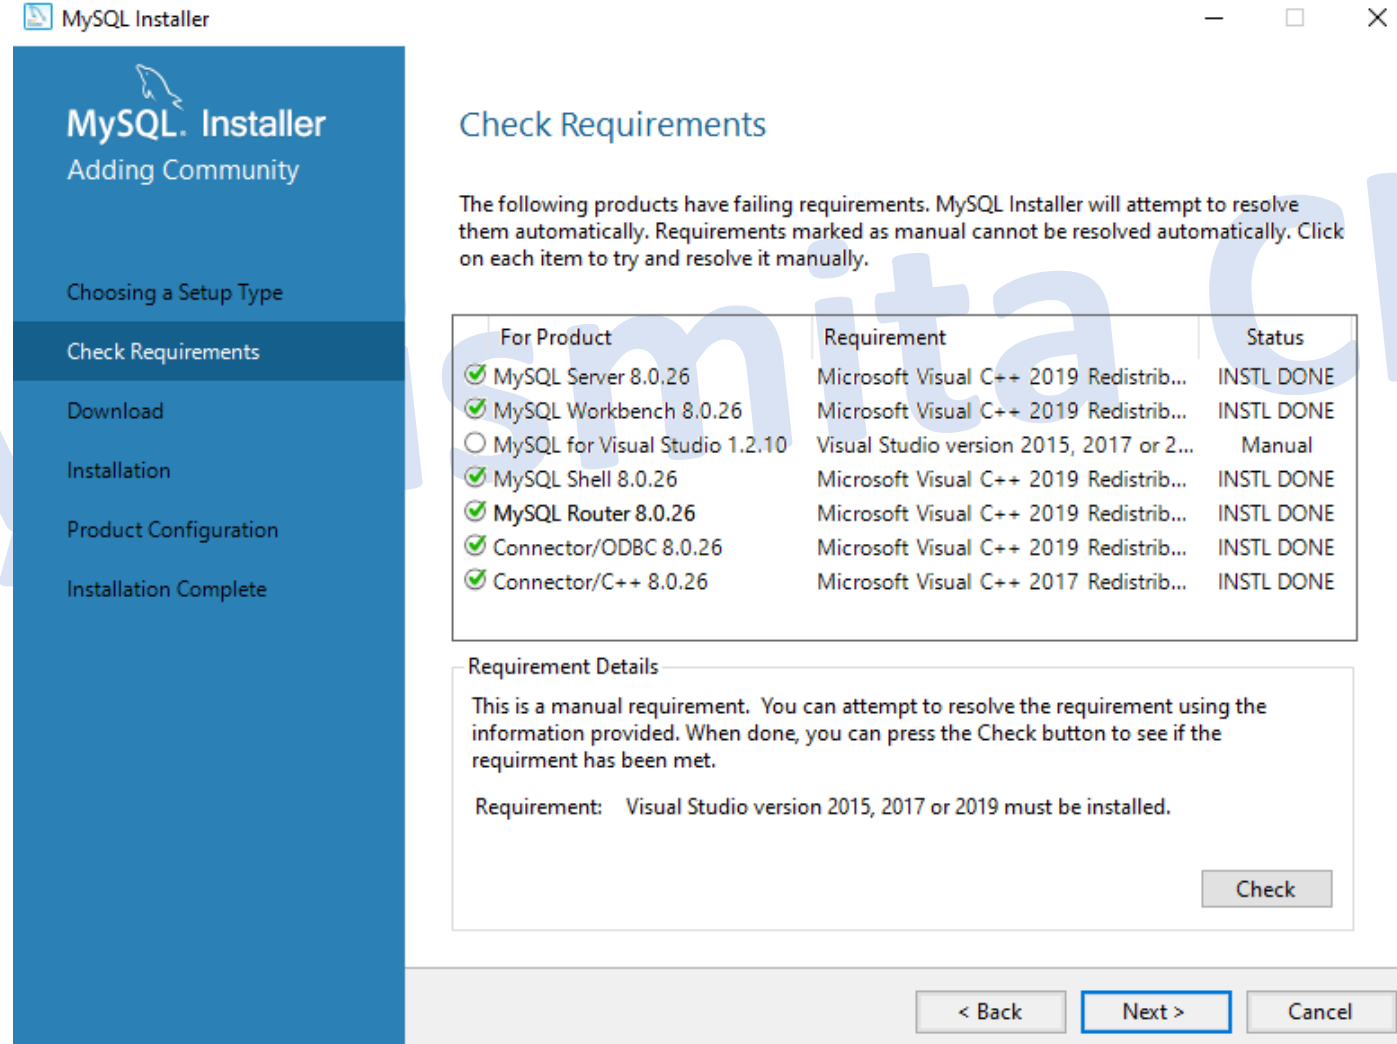 MySQL Installer
MySQL. Installer
Adding Community
Choosing a Setup Type
Check Requirements
Download
Installation
Product Configuration
Installation Complete
Check Requirements
The following products have failing requirements. MySQL Installer will attempt to resolve
them automatically. Requirements marked as manual cannot be resolved automatically. Click
on each item to try and resolve it manually.
For Product Requirement Status
MySQL Server 8.0.26 Microsoft Visual C++ 2019 Redistrib... INSTL DONE
MySQL Workbench 8.0.26 Microsoft Visual C++ 2019 Redistrib... INSTL DONE
MySQL for Visual Studio 1.2.10 Visual Studio version 2015, 2017 or 2... Manual
MySQL Shell 8.0.26 Microsoft Visual C++ 2019 Redistrib... INSTL DONE
MySQL Router 8.0.26 Microsoft Visual C++ 2019 Redistrib... INSTL DONE
Connector/ODBC 8.0.26 Microsoft Visual C++ 2019 Redistrib... INSTL DONE
Connector/C++ 8.0.26 Microsoft Visual C++ 2017 Redistrib... INSTL DONE
Requirement Details
This is a manual requirement. You can attempt to resolve the requirement using the
information provided. When done, you can press the Check button to see if the
requirment has been met.
Requirement: Visual Studio version 2015, 2017 or 2019 must be installed.
Check
< Back Next > Cancel